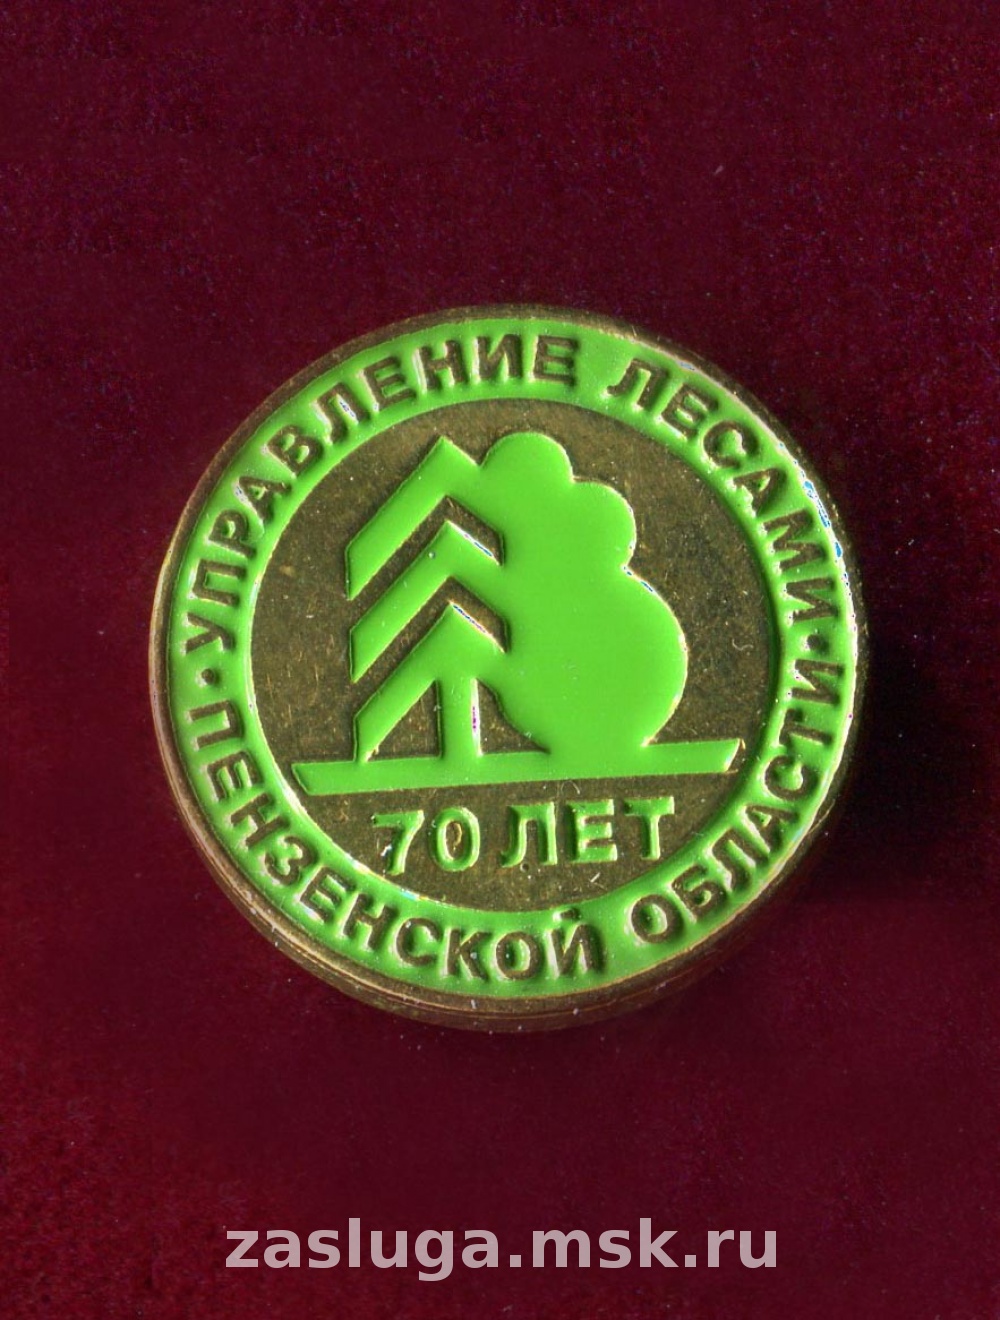 УПРАВЛЕНИЕ ЛЕСАМИ
ПЕНЗЕНСКОЙ ОБЛАСТИ
70 ЛЕТ
zasluga.msk.ru